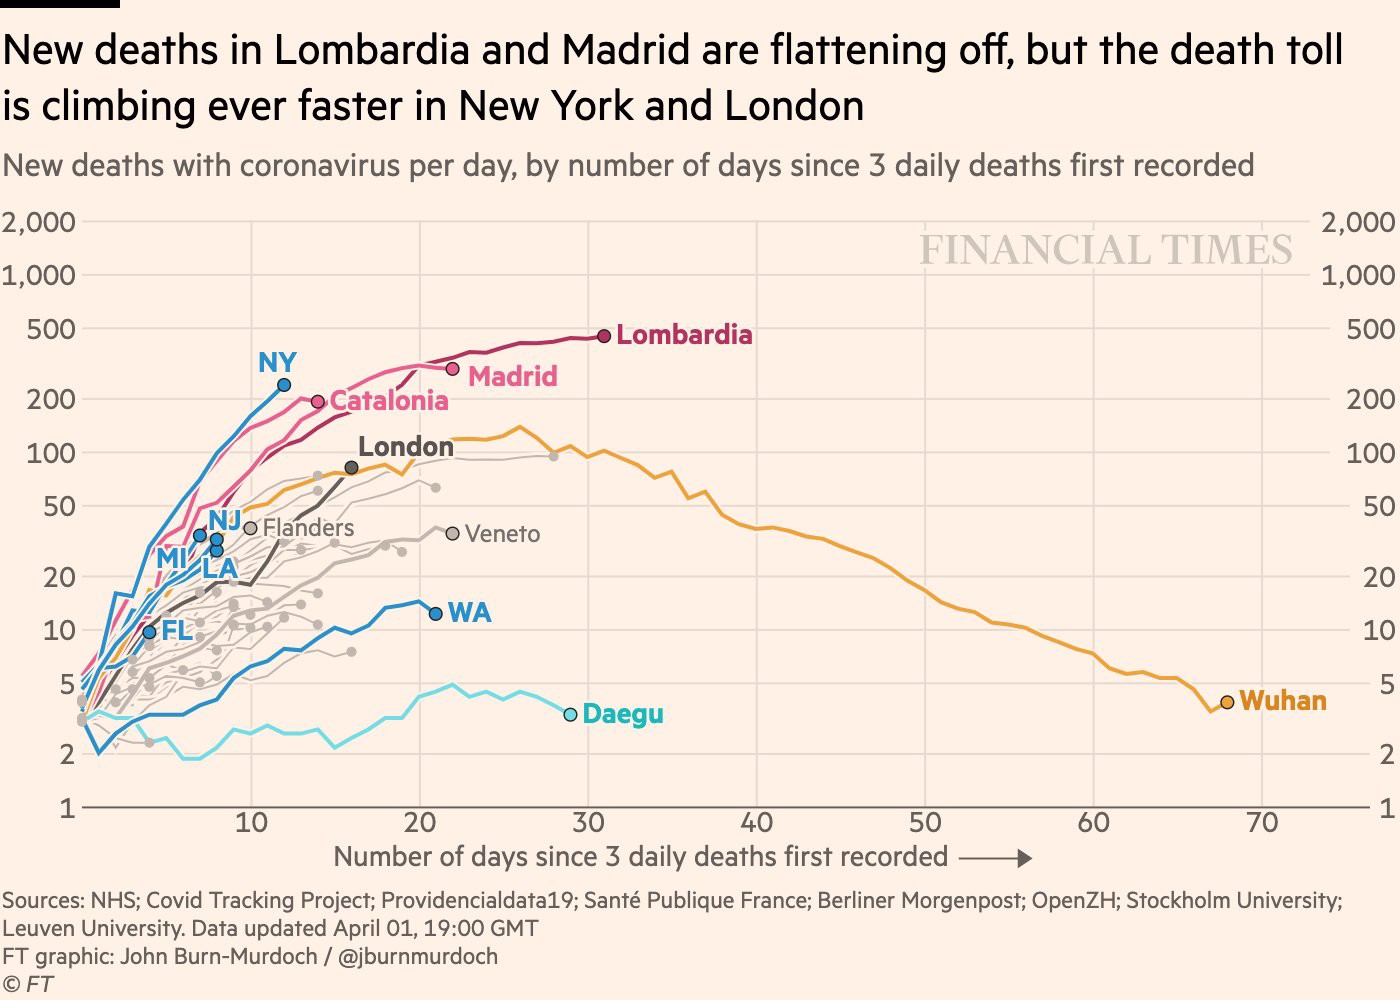 New deaths in Lombardia and Madrid are flattening off, but the death toll
is climbing ever faster in New York and London
New deaths with coronavirus per day, by number of days since 3 daily deaths first recorded
2,000 2,000
FINANCIAL TIMES
1,000 1,000
500 500
Lombardia
NY
Madrid
200 Catalonia 200
London
100 100
50 50
NJ Flanders Veneto
MI LA
20 20
WA
10 FL 10
5 5
Wuhan
Daegu
2 2
1 1
10 20 30 40 50 60 70
Number of days since 3 daily deaths first recorded
Sources: NHS; Covid Tracking Project; Providencialdata19; Santé Publique France; Berliner Morgenpost; OpenZH; Stockholm University;
Leuven University. Data updated April 01, 19:00 GMT
FT graphic: John Burn-Murdoch / @jburnmurdoch
© FT